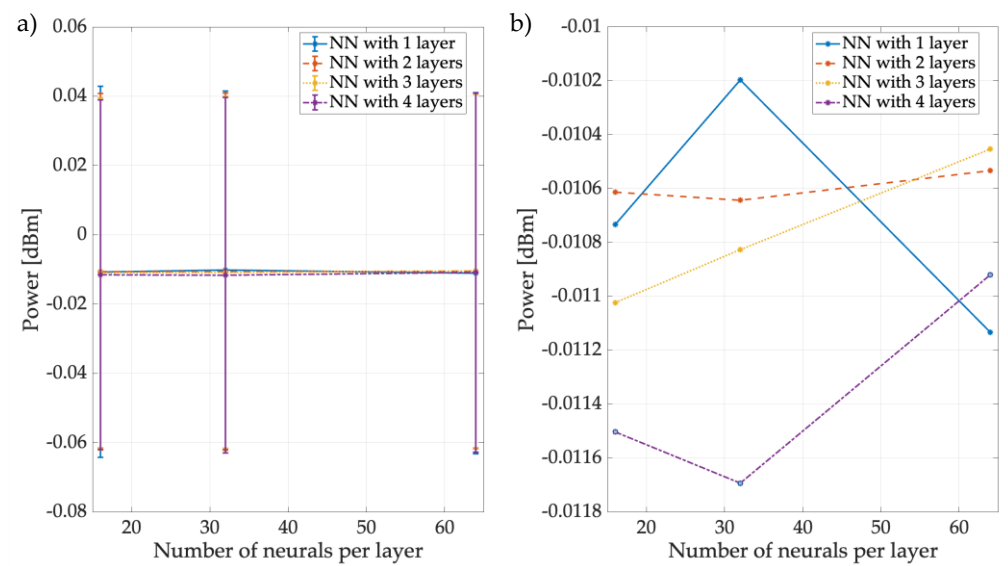 a)
0.06
0.04
0.02
0
-0.02
-0.04
-0.06
-0.08
Power [dBm]
20 30 40 50 60
Number of neurals per layer
NN with 1 layer
NN with 2 layers
NN with 3 layers
NN with 4 layers
b)
-0.01
-0.0102
-0.0104
-0.0106
-0.0108
-0.011
-0.0112
-0.0114
-0.0116
-0.0118
Power [dBm]
20 30 40 50 60
Number of neurals per layer
NN with 1 layer
NN with 2 layers
NN with 3 layers
NN with 4 layers